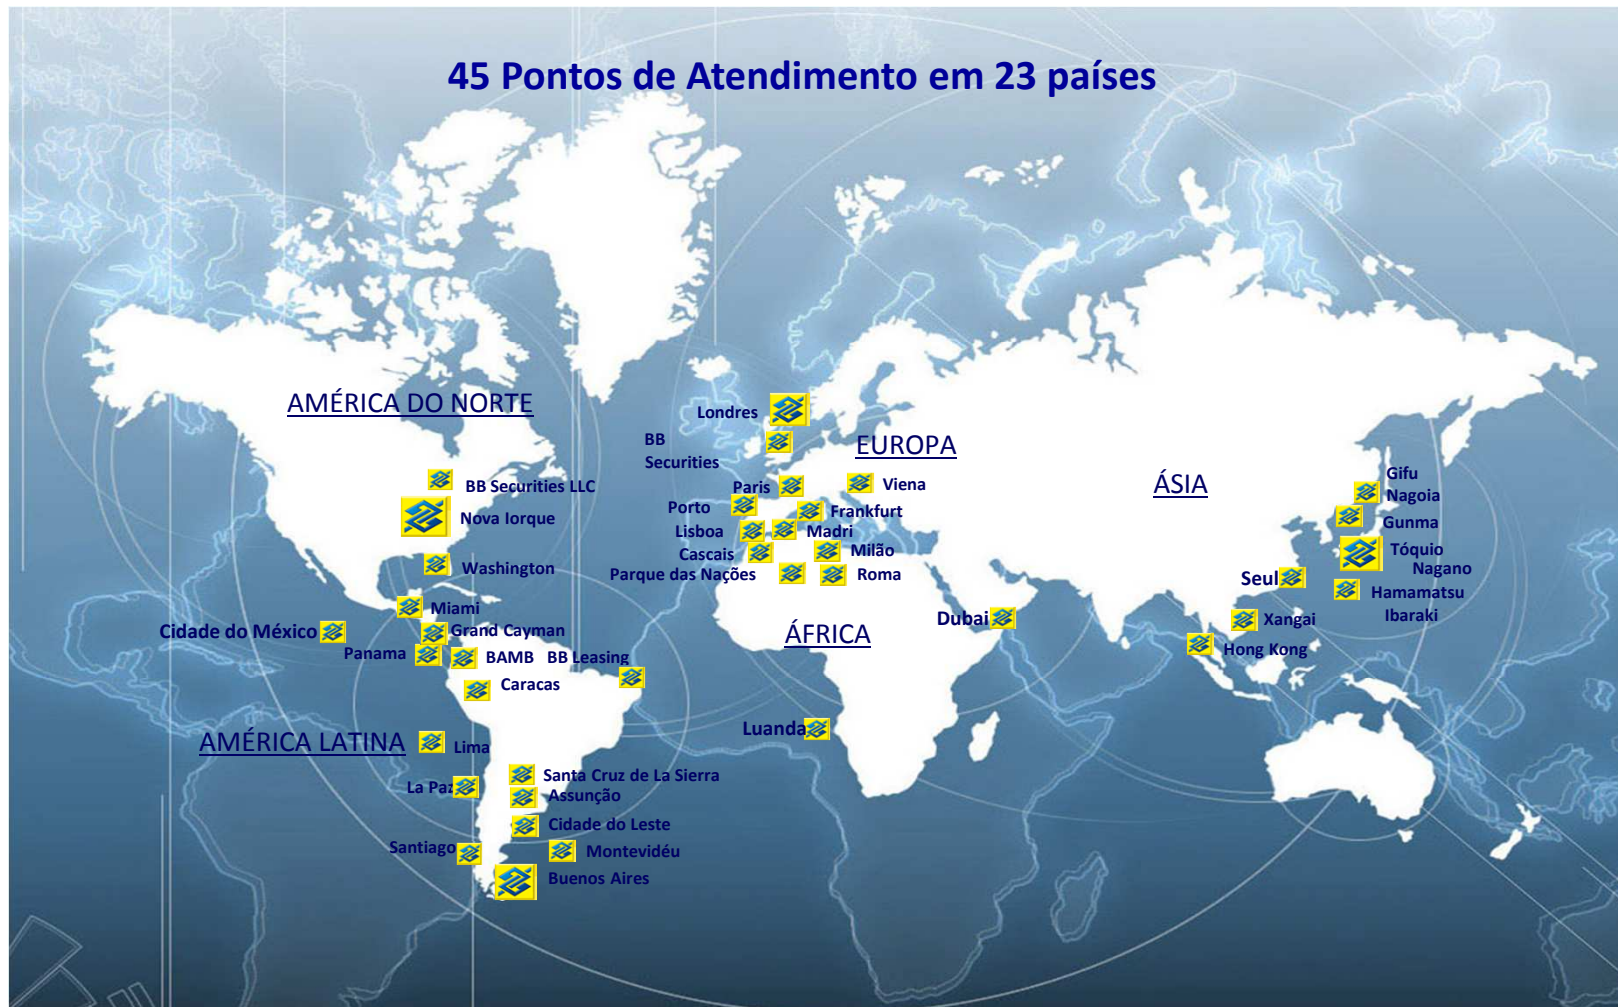 45 Pontos de Atendimento em 23 países
AMÉRICA DO NORTE
BB Securities LLC
Nova Iorque
Washington
Miami
Cidade do México
Grand Cayman
Panama
BAMB BB Leasing
Caracas
AMÉRICA LATINA
Lima
La Paz
Santa Cruz de La Sierra
Assunção
Cidade do Leste
Santiago
Montevidéu
Buenos Aires
Londres
BB
Securities
EUROPA
Paris
Viena
Porto
Frankfurt
Lisboa
Madri
Cascais
Milão
Parque das Nações
Roma
ÁFRICA
Dubai
Luanda
ÁSIA
Gifu
Nagoia
Gunma
Tóquio
Nagano
Seul
Hamamatsu
Ibaraki
Xangai
Hong Kong